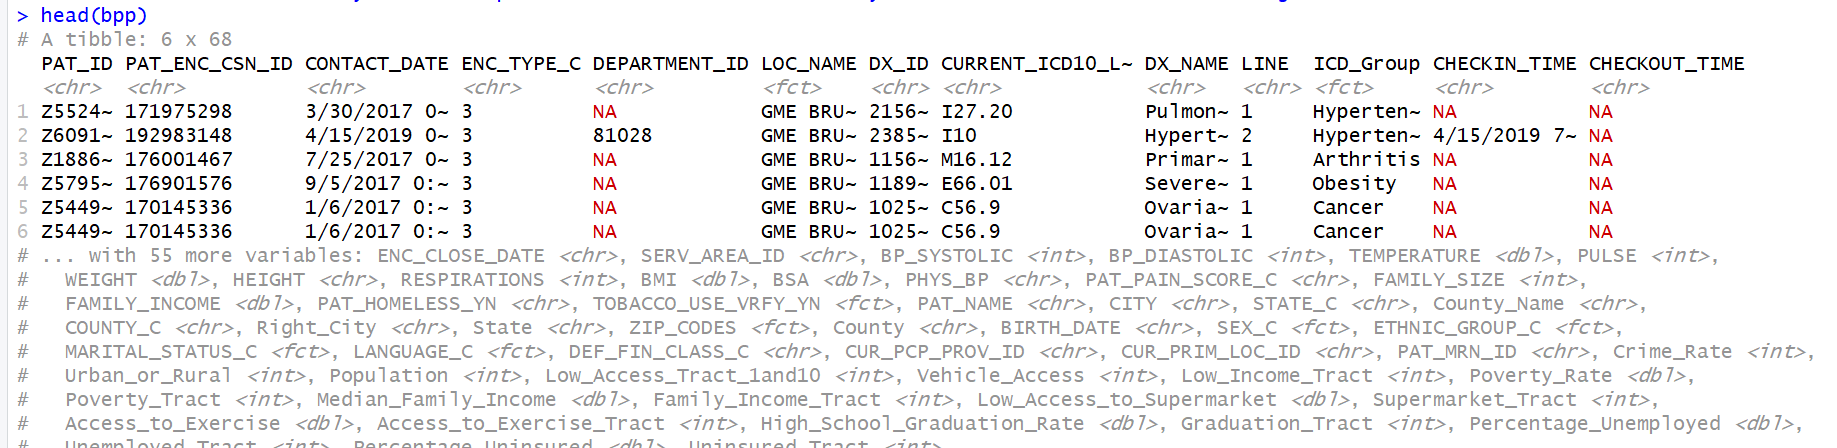 > head(bpp)
# A tibble: 6 x 68
PAT_ID PAT_ENC_CSN_ID CONTACT_DATE ENC_TYPE_C DEPARTMENT_ID LOC_NAME DX_ID CURRENT_ICD10_L~ DX_NAME LINE ICD_Group CHECKIN_TIME CHECKOUT_TIME
<chr> <chr> <chr> <chr> <chr> <fct> <chr> <chr> <chr> <chr> <fct> <chr> <chr>
1 Z5524~ 171975298 3/30/2017 0~ 3 NA GME BRU~ 2156~ I27.20 Pulmon~ 1 Hyperten~ NA NA
2 Z6091~ 192983148 4/15/2019 0~ 3 81028 GME BRU~ 2385~ I10 Hypert~ 2 Hyperten~ 4/15/2019 7~ NA
3 Z1886~ 176001467 7/25/2017 0~ 3 NA GME BRU~ 1156~ M16.12 Primar~ 1 Arthritis NA NA
4 Z5795~ 176901576 9/5/2017 0:~ 3 NA GME BRU~ 1189~ E66.01 Severe~ 1 Obesity NA NA
5 Z5449~ 170145336 1/6/2017 0:~ 3 NA GME BRU~ 1025~ C56.9 Ovaria~ 1 Cancer NA NA
6 Z5449~ 170145336 1/6/2017 0:~ 3 NA GME BRU~ 1025~ C56.9 Ovaria~ 1 Cancer NA NA
# ... with 55 more variables: ENC_CLOSE_DATE <chr>, SERV_AREA_ID <chr>, BP_SYSTOLIC <int>, BP_DIASTOLIC <int>, TEMPERATURE <dbl>, PULSE <int>,
# WEIGHT <dbl>, HEIGHT <chr>, RESPIRATIONS <int>, BMI <dbl>, BSA <dbl>, PHYS_BP <chr>, PAT_PAIN_SCORE_C <chr>, FAMILY_SIZE <int>,
# FAMILY_INCOME <dbl>, PAT_HOMELESS_YN <chr>, TOBACCO_USE_VRFY_YN <fct>, PAT_NAME <chr>, CITY <chr>, STATE_C <chr>, County_Name <chr>,
# COUNTY_C <chr>, Right_City <chr>, State <chr>, ZIP_CODES <fct>, County <chr>, BIRTH_DATE <chr>, SEX_C <fct>, ETHNIC_GROUP_C <fct>,
# MARITAL_STATUS_C <fct>, LANGUAGE_C <fct>, DEF_FIN_CLASS_C <chr>, CUR_PCP_PROV_ID <chr>, CUR_PRIM_LOC_ID <chr>, PAT_MRN_ID <chr>, Crime_Rate <int>,
# Urban_or_Rural <int>, Population <int>, Low_Access_Tract_1and10 <int>, Vehicle_Access <int>, Low_Income_Tract <int>, Poverty_Rate <dbl>,
# Poverty_Tract <int>, Median_Family_Income <dbl>, Family_Income_Tract <int>, Low_Access_to_Supermarket <dbl>, Supermarket_Tract <int>,
# Access_to_Exercise <dbl>, Access_to_Exercise_Tract <int>, High_School_Graduation_Rate <dbl>, Graduation_Tract <int>, Percentage_Unemployed <dbl>,
# Unemployed_Tract <int>, Percentage_Uninsured <dbl>, Uninsured_Tract <int>